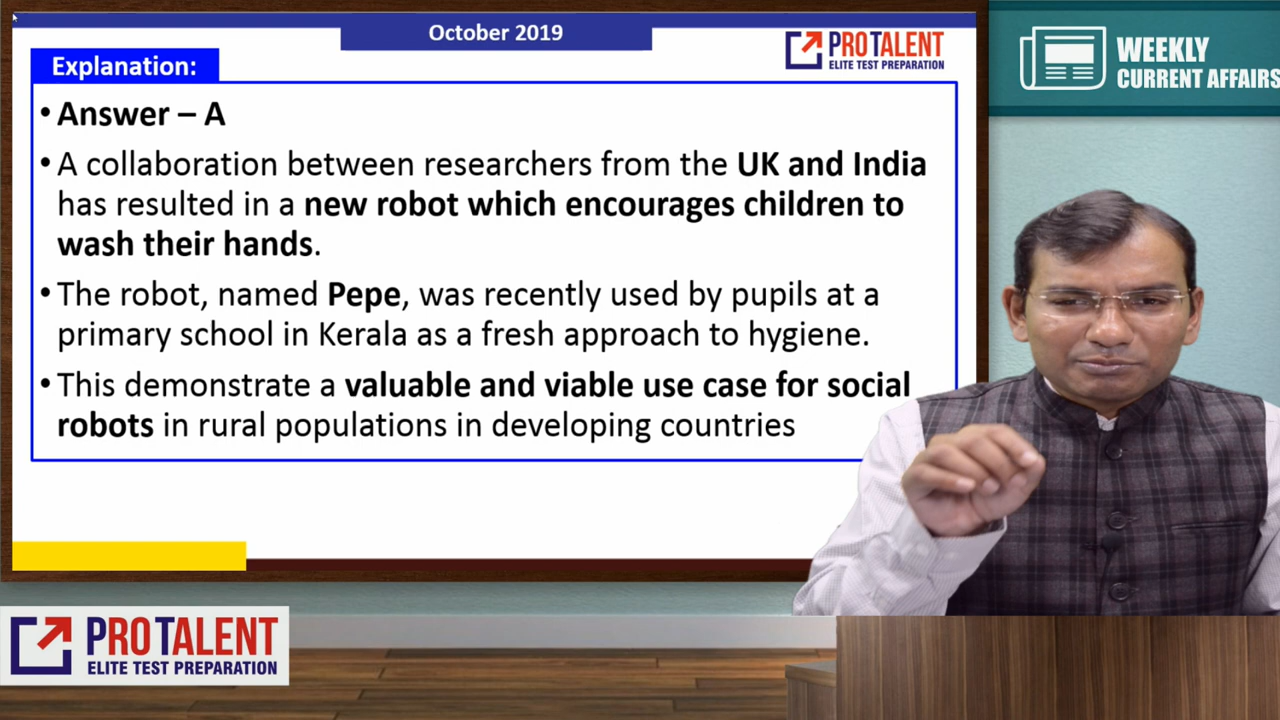 October 2019
PROTALENT
ELITE TEST PREPARATION
WEEKLY
CURRENT AFFAIRS
Explanation:
• Answer – A
• A collaboration between researchers from the UK and India
has resulted in a new robot which encourages children to
wash their hands.
• The robot, named Pepe, was recently used by pupils at a
primary school in Kerala as a fresh approach to hygiene.
• This demonstrate a valuable and viable use case for social
robots in rural populations in developing countries
PROTALENT
ELITE TEST PREPARATION